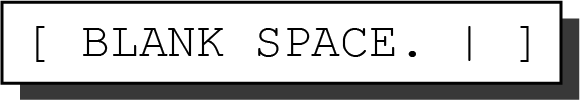 [ BLANK SPACE. | ]